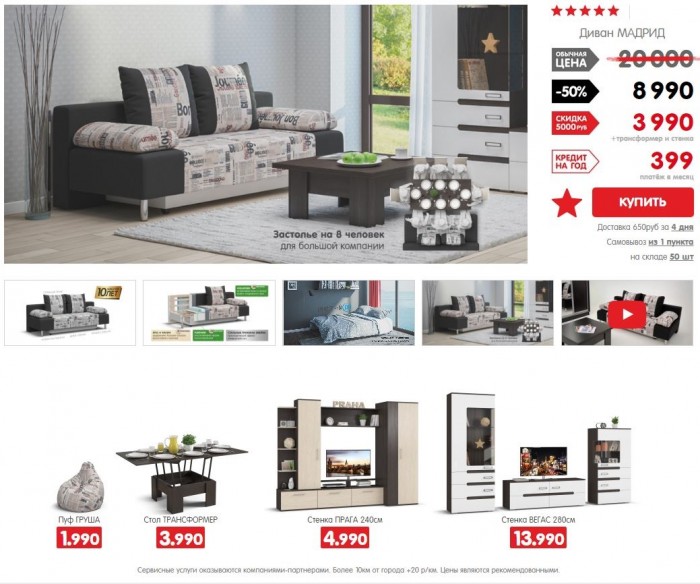 Диван МАДРИД
ОБЫЧНАЯ
ЦЕНА
20 000
-50%
8 990
СКИДКА
5000 РУБ
3 990
+трансформер и стенка
КРЕДИТ
НА ГОД
399
платёж в месяц
КУПИТЬ
Доставка 650руб за 4 дня
Самовывоз из 1 пункта
на складе 50 шт
Застолье на 8 человек
для большой компании
10 ЛЕТ
PRAHA
Пуф ГРУША
1.990
Стол ТРАНСФОРМЕР
3.990
Стенка ПРАГА 240см
4.990
Стенка ВЕГАС 280см
13.990
Сервисные услуги оказываются компаниями-партнерами. Более 10км от города +20 р/км. Цены являются рекомендованными.